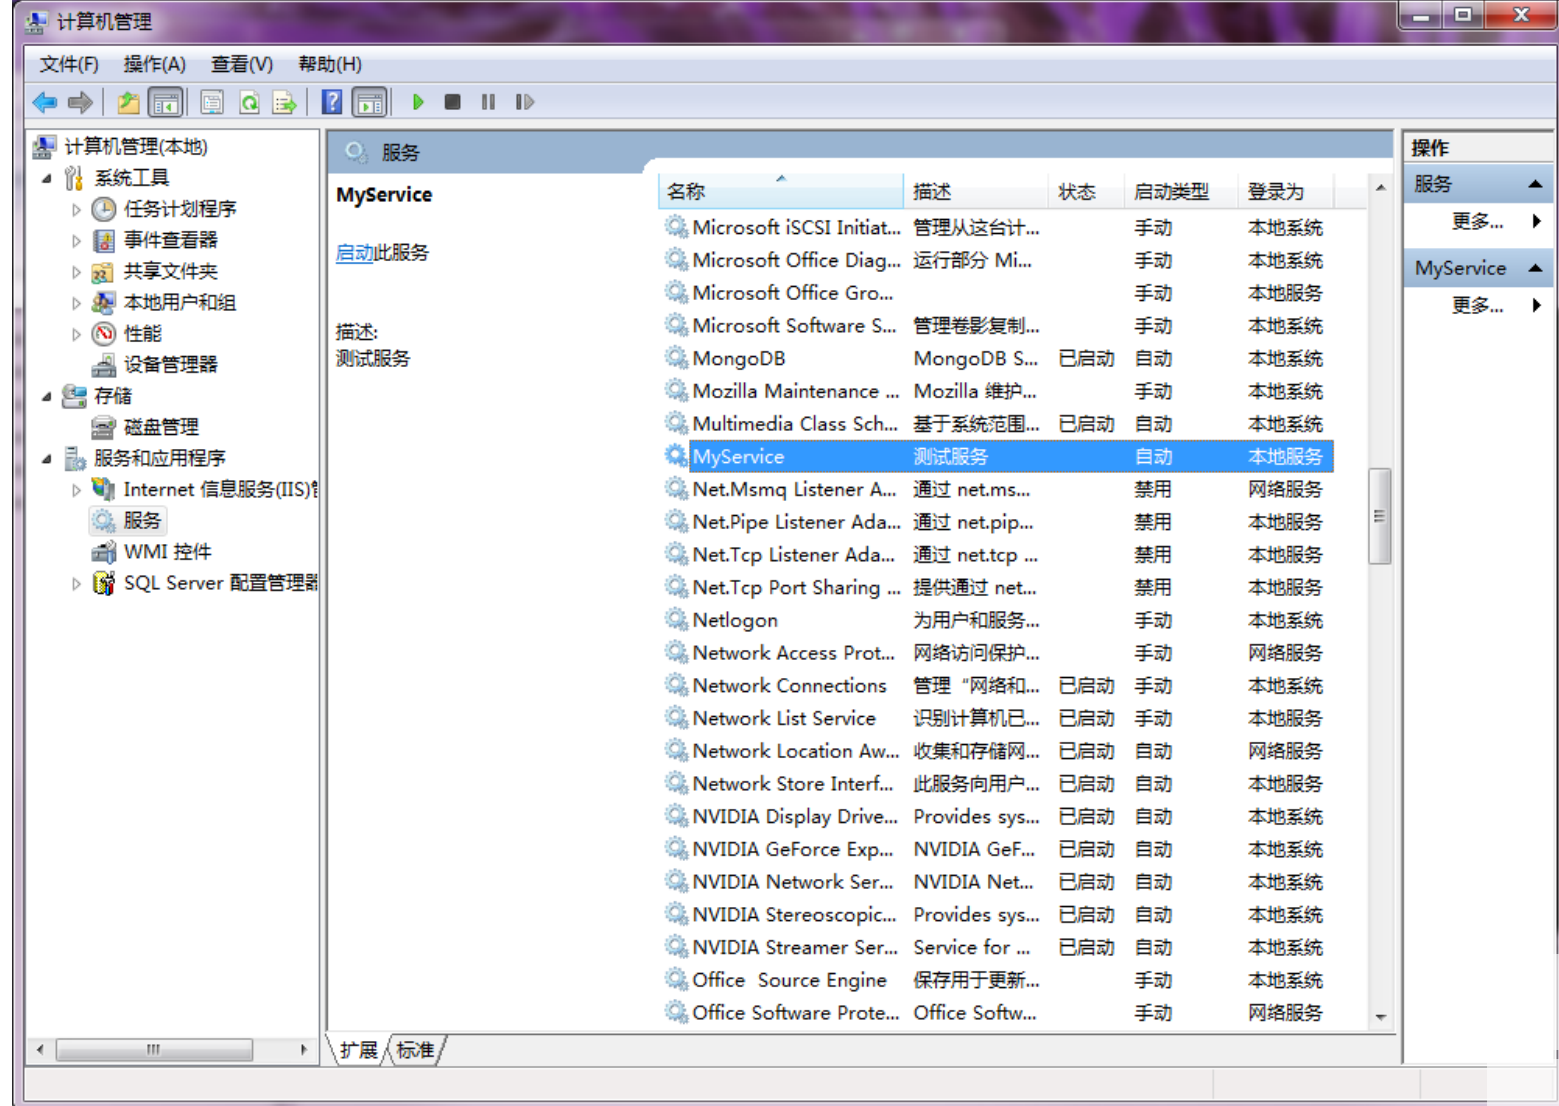 计算机管理
文件(F) 操作(A) 查看(V) 帮助(H)
计算机管理(本地)
系统工具
任务计划程序
事件查看器
共享文件夹
本地用户和组
性能
设备管理器
存储
磁盘管理
服务和应用程序
Internet 信息服务(IIS)
服务
WMI 控件
SQL Server 配置管理器
服务
MyService
启动此服务
描述:
测试服务
名称 描述 状态 启动类型 登录为
Microsoft iSCSI Initiat... 管理从这台计... 手动 本地系统
Microsoft Office Diag... 运行部分 Mi... 手动 本地系统
Microsoft Office Gro... 手动 本地服务
Microsoft Software S... 管理卷影复制... 手动 本地系统
MongoDB MongoDB S... 已启动 自动 本地系统
Mozilla Maintenance ... Mozilla 维护... 手动 本地系统
Multimedia Class Sch... 基于系统范围... 已启动 自动 本地系统
MyService 测试服务 自动 本地服务
Net.Msmq Listener A... 通过 net.ms... 禁用 网络服务
Net.Pipe Listener Ada... 通过 net.pip... 禁用 本地服务
Net.Tcp Listener Ada... 通过 net.tcp ... 禁用 本地服务
Net.Tcp Port Sharing ... 提供通过 net... 禁用 本地服务
Netlogon 为用户和服务... 手动 本地系统
Network Access Prot... 网络访问保护... 手动 网络服务
Network Connections 管理“网络和... 已启动 手动 本地系统
Network List Service 识别计算机已... 已启动 手动 本地服务
Network Location Aw... 收集和存储网... 已启动 自动 网络服务
Network Store Interf... 此服务向用户... 已启动 自动 本地服务
NVIDIA Display Drive... Provides sys... 已启动 自动 本地系统
NVIDIA GeForce Exp... NVIDIA GeF... 已启动 自动 本地系统
NVIDIA Network Ser... NVIDIA Net... 已启动 自动 本地系统
NVIDIA Stereoscopic... Provides sys... 已启动 自动 本地系统
NVIDIA Streamer Ser... Service for ... 已启动 自动 本地系统
Office  Source Engine 保存用于更新... 手动 本地系统
Office Software Prote... Office Softw... 手动 网络服务
扩展 标准
操作
服务
更多...
MyService
更多...